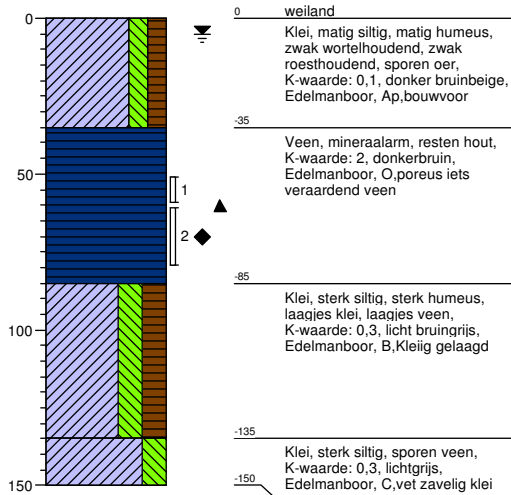 0
50
100
150
1
2
0
weiland
Klei, matig siltig, matig humeus,
zwak wortelhoudend, zwak
roesthoudend, sporen oer,
K-waarde: 0,1, donker bruinbeige,
Edelmanboor, Ap,bouwvoor
-35
Veen, mineraalarm, resten hout,
K-waarde: 2, donkerbruin,
Edelmanboor, O,poreus iets
veraardend veen
-85
Klei, sterk siltig, sterk humeus,
laagjes klei, laagjes veen,
K-waarde: 0,3, licht bruingrijs,
Edelmanboor, B,Kleiig gelaagd
-135
Klei, sterk siltig, sporen veen,
K-waarde: 0,3, lichtgrijs,
Edelmanboor, C,vet zavelig klei
-150